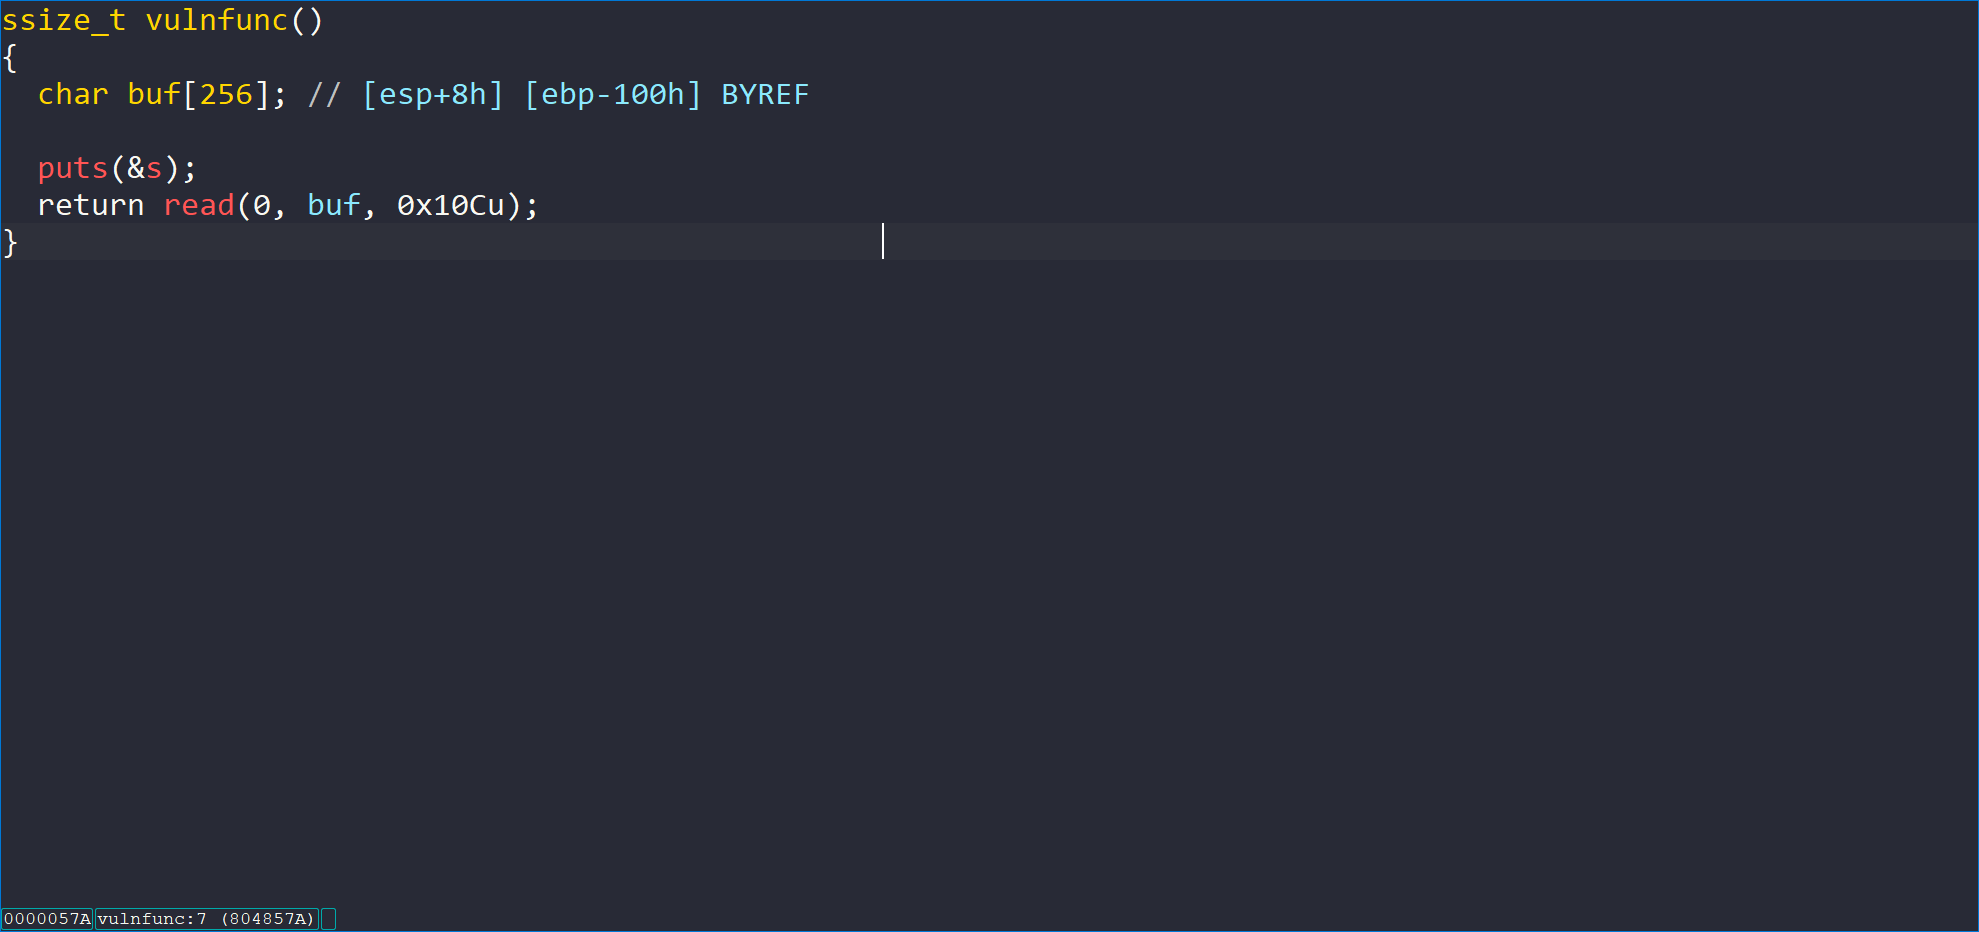 ssize_t vulnfunc()
{
  char buf[256]; // [esp+8h] [ebp-100h] BYREF

  puts(&s);
  return read(0, buf, 0x10Cu);
}
0000057A vulnfunc:7 (804857A)